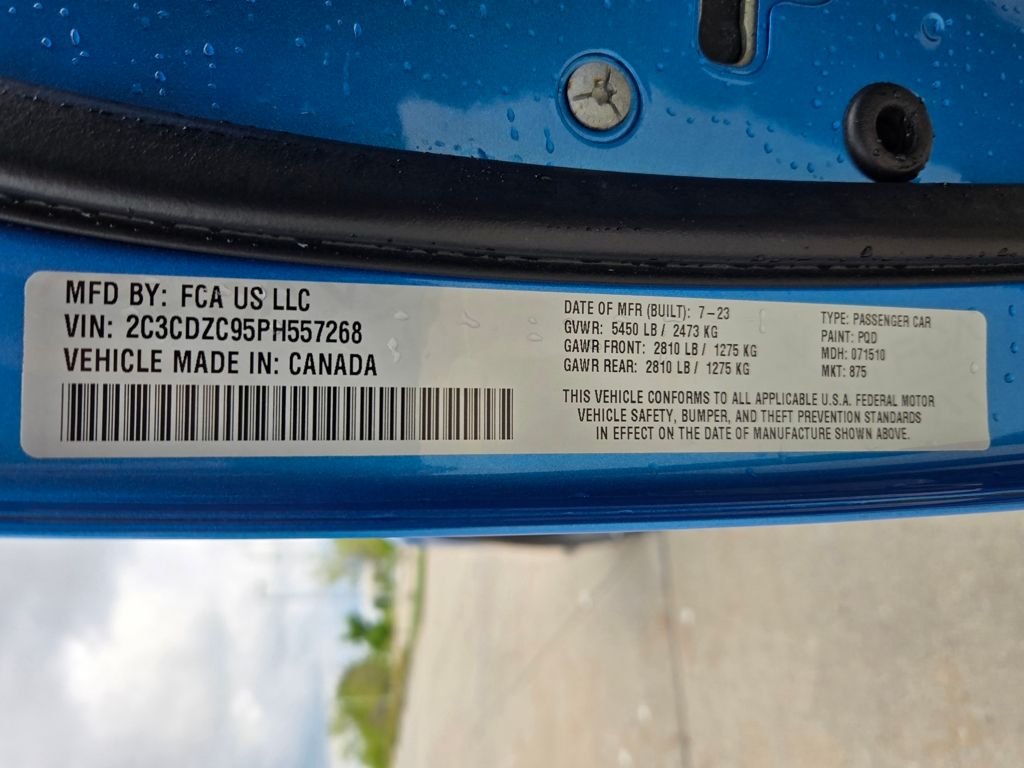 MFD BY: FCA US LLC
VIN: 2C3CDZC95PH557268
VEHICLE MADE IN: CANADA
DATE OF MFR (BUILT): 7-23
GVWR: 5450 LB / 2473 KG
GAWR FRONT: 2810 LB / 1275 KG
GAWR REAR: 2810 LB / 1275 KG
TYPE: PASSENGER CAR
PAINT: PQD
MDH: 071510
MKT: 875
THIS VEHICLE CONFORMS TO ALL APPLICABLE U.S.A. FEDERAL MOTOR
VEHICLE SAFETY, BUMPER, AND THEFT PREVENTION STANDARDS
IN EFFECT ON THE DATE OF MANUFACTURE SHOWN ABOVE.